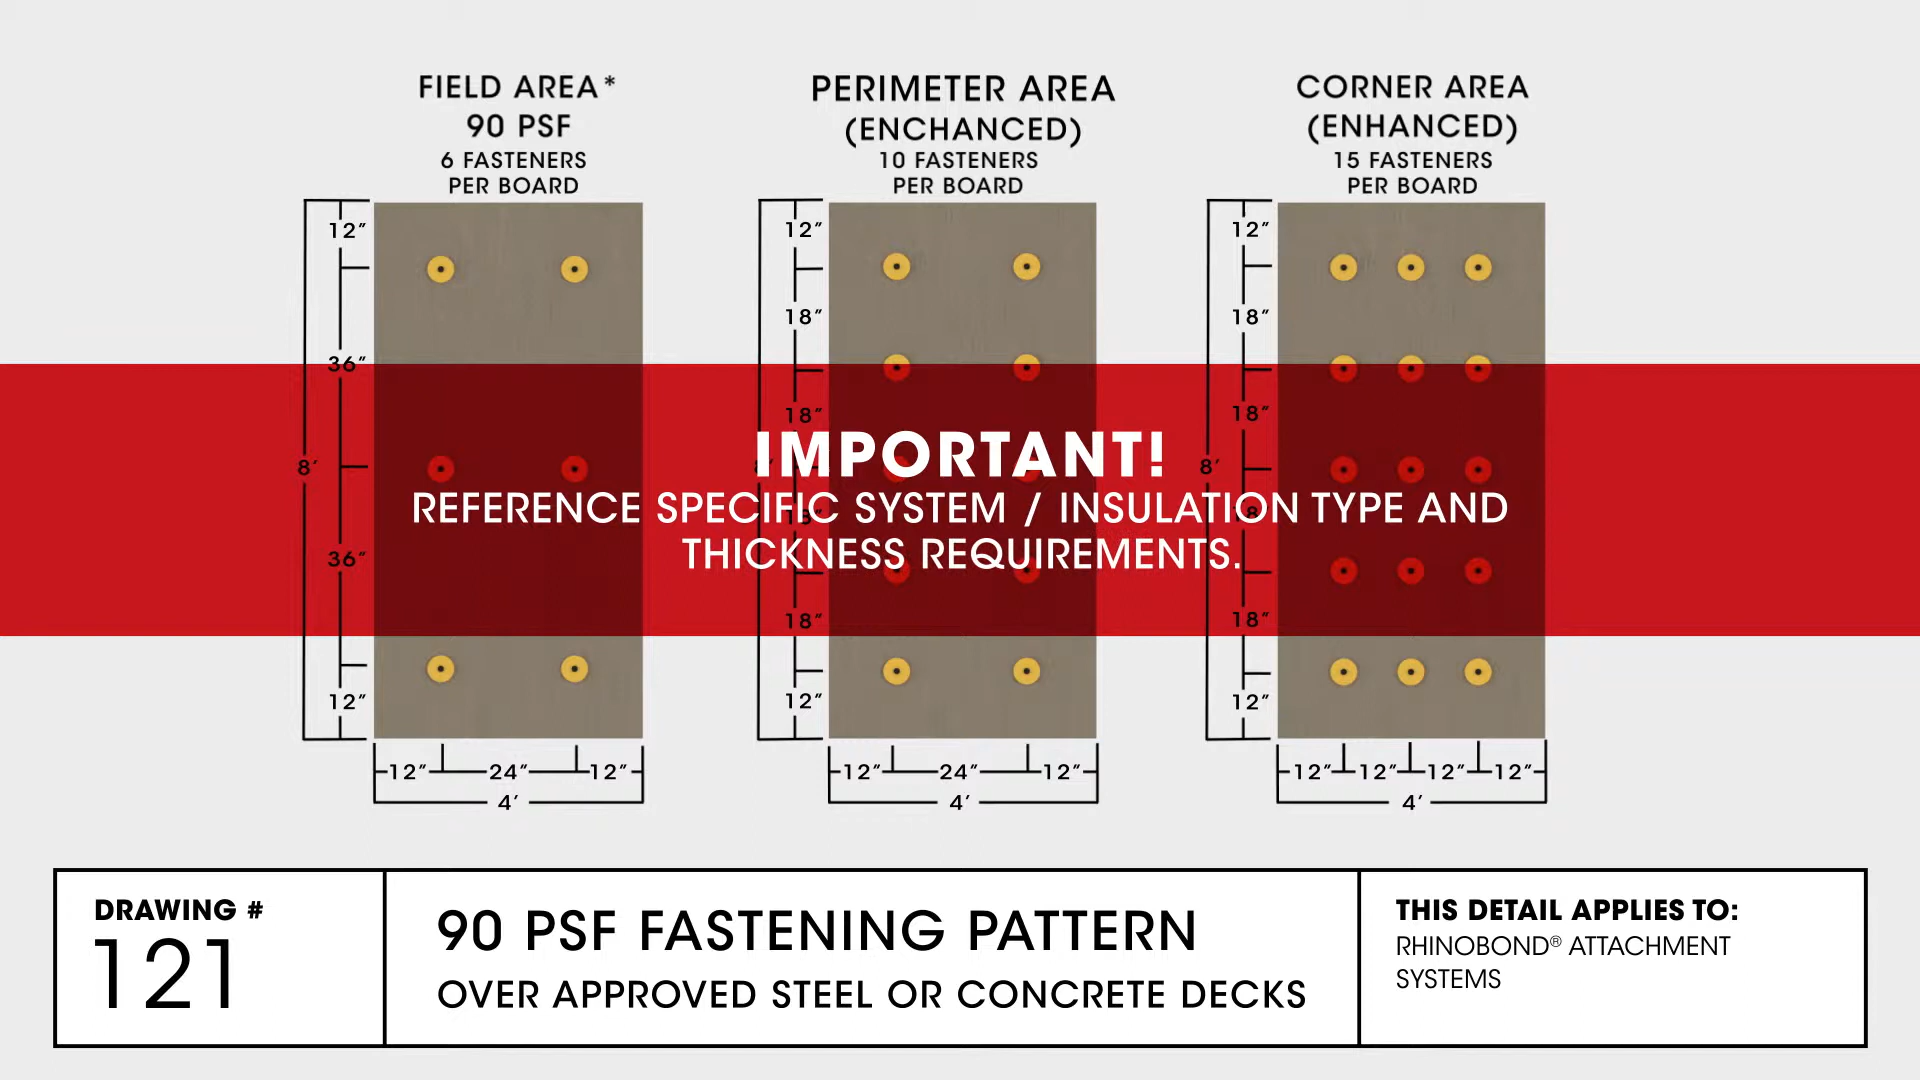 FIELD AREA*
90 PSF
6 FASTENERS
PER BOARD
12″
36″
8′
36″
12″
12″ 24″ 12″
4′
PERIMETER AREA
(ENCHANCED)
10 FASTENERS
PER BOARD
12″
18″
18″
18″
12″
12″ 24″ 12″
4′
CORNER AREA
(ENHANCED)
15 FASTENERS
PER BOARD
12″
18″
18″
8′
18″
12″
12″ 12″ 12″ 12″
4′
IMPORTANT!
REFERENCE SPECIFIC SYSTEM / INSULATION TYPE AND
THICKNESS REQUIREMENTS.
DRAWING #
121
90 PSF FASTENING PATTERN
OVER APPROVED STEEL OR CONCRETE DECKS
THIS DETAIL APPLIES TO:
RHINOBOND® ATTACHMENT
SYSTEMS